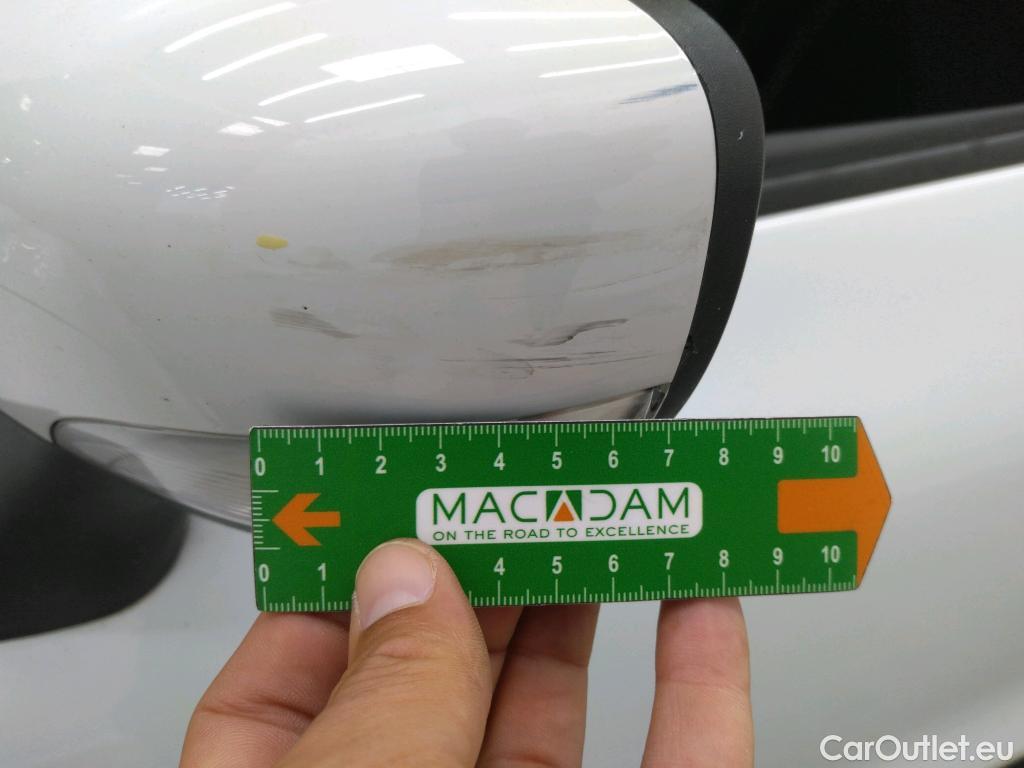 0 1 2 3 4 5 6 7 8 9 10
MACADAM
ON THE ROAD TO EXCELLENCE
0 1 4 5 6 7 8 9 10
CarOutlet.eu